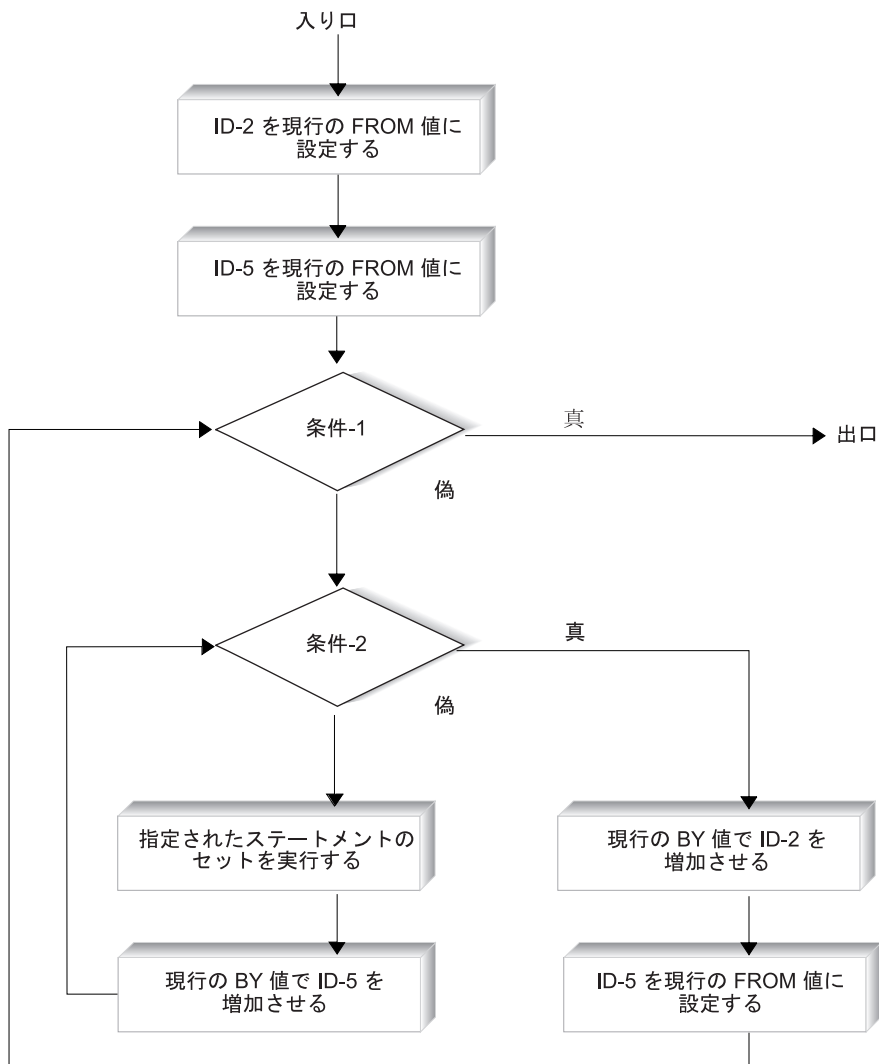 入り口
ID-2 を現行の FROM 値に
設定する
ID-5 を現行の FROM 値に
設定する
条件-1
真
出口
偽
条件-2
真
偽
指定されたステートメントの
セットを実行する
現行の BY 値で ID-2 を
増加させる
現行の BY 値で ID-5 を
増加させる
ID-5 を現行の FROM 値に
設定する